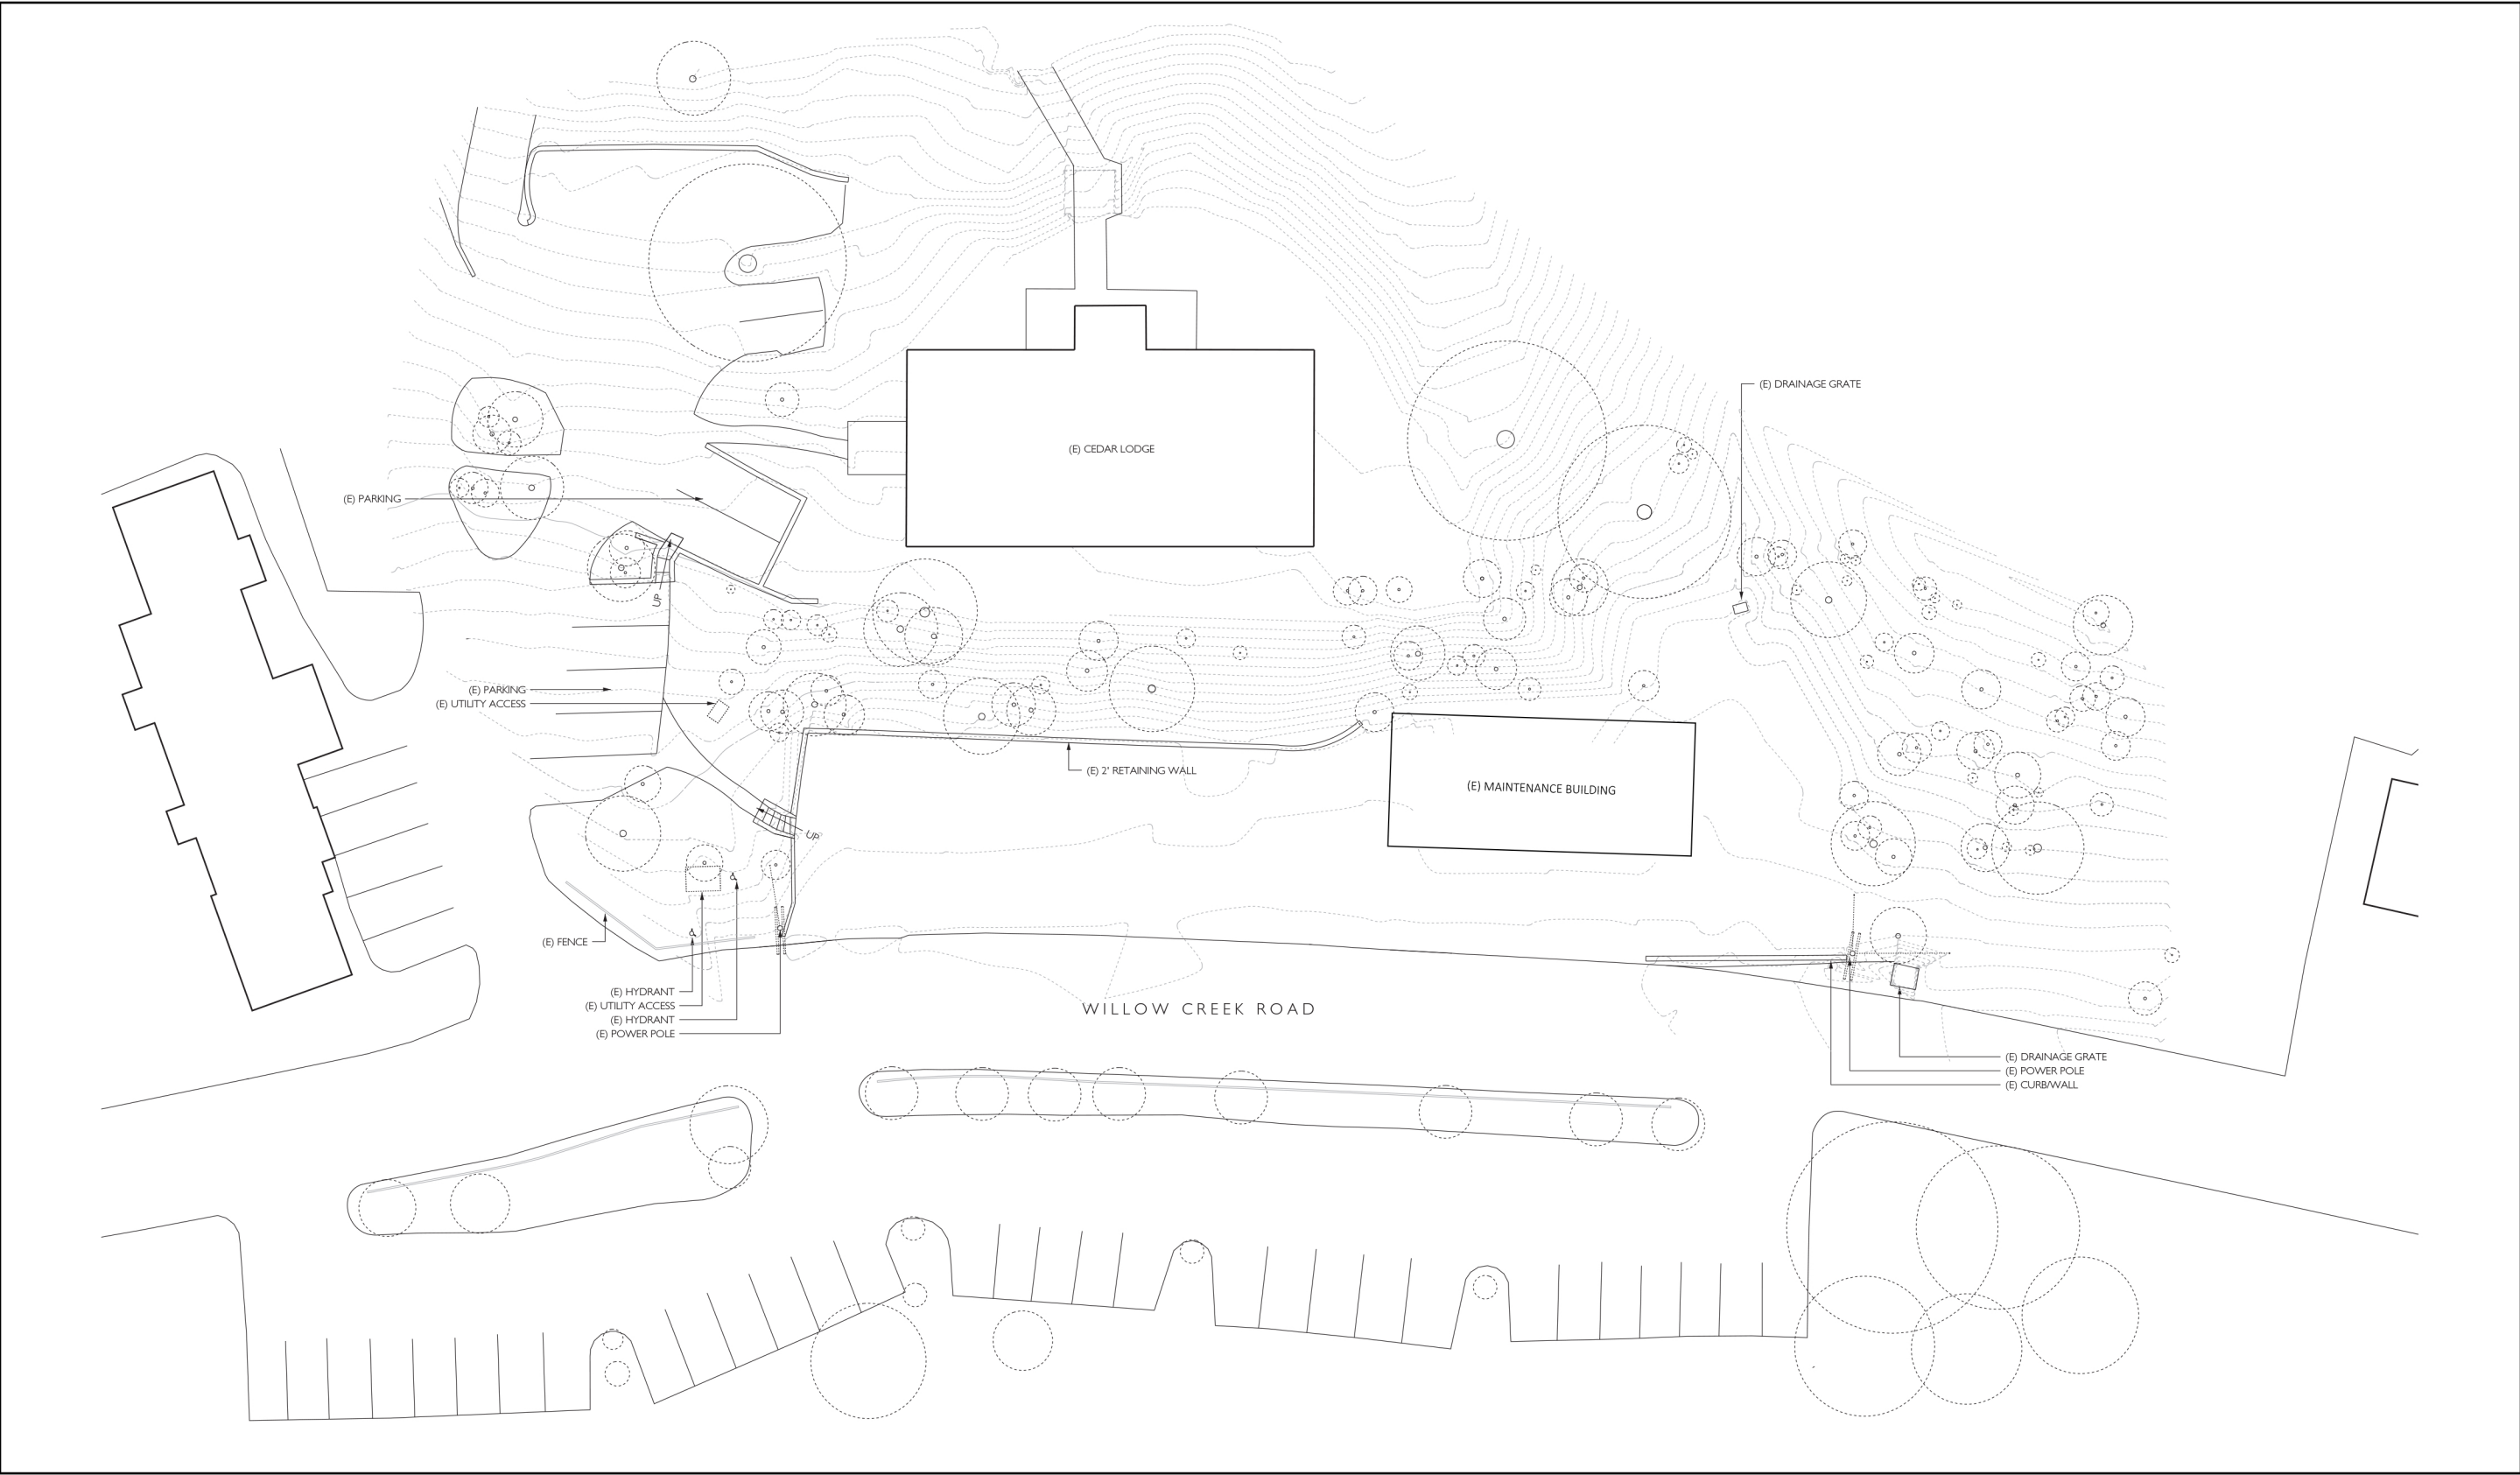 (E) DRAINAGE GRATE
(E) CEDAR LODGE
(E) PARKING
UP
(E) PARKING
(E) UTILITY ACCESS
(E) 2' RETAINING WALL
(E) MAINTENANCE BUILDING
UP
(E) FENCE
(E) HYDRANT
(E) UTILITY ACCESS
(E) HYDRANT
(E) POWER POLE
WILLOW CREEK ROAD
(E) DRAINAGE GRATE
(E) POWER POLE
(E) CURB/WALL